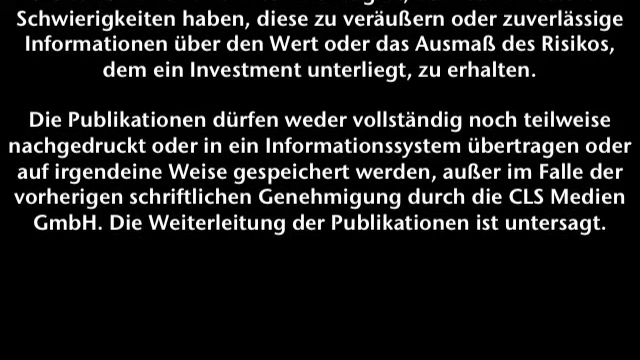 Schwierigkeiten haben, diese zu veräußern oder zuverlässige
Informationen über den Wert oder das Ausmaß des Risikos,
dem ein Investment unterliegt, zu erhalten.
Die Publikationen dürfen weder vollständig noch teilweise
nachgedruckt oder in ein Informationssystem übertragen oder
auf irgendeine Weise gespeichert werden, außer im Falle der
vorherigen schriftlichen Genehmigung durch die CLS Medien
GmbH. Die Weiterleitung der Publikationen ist untersagt.